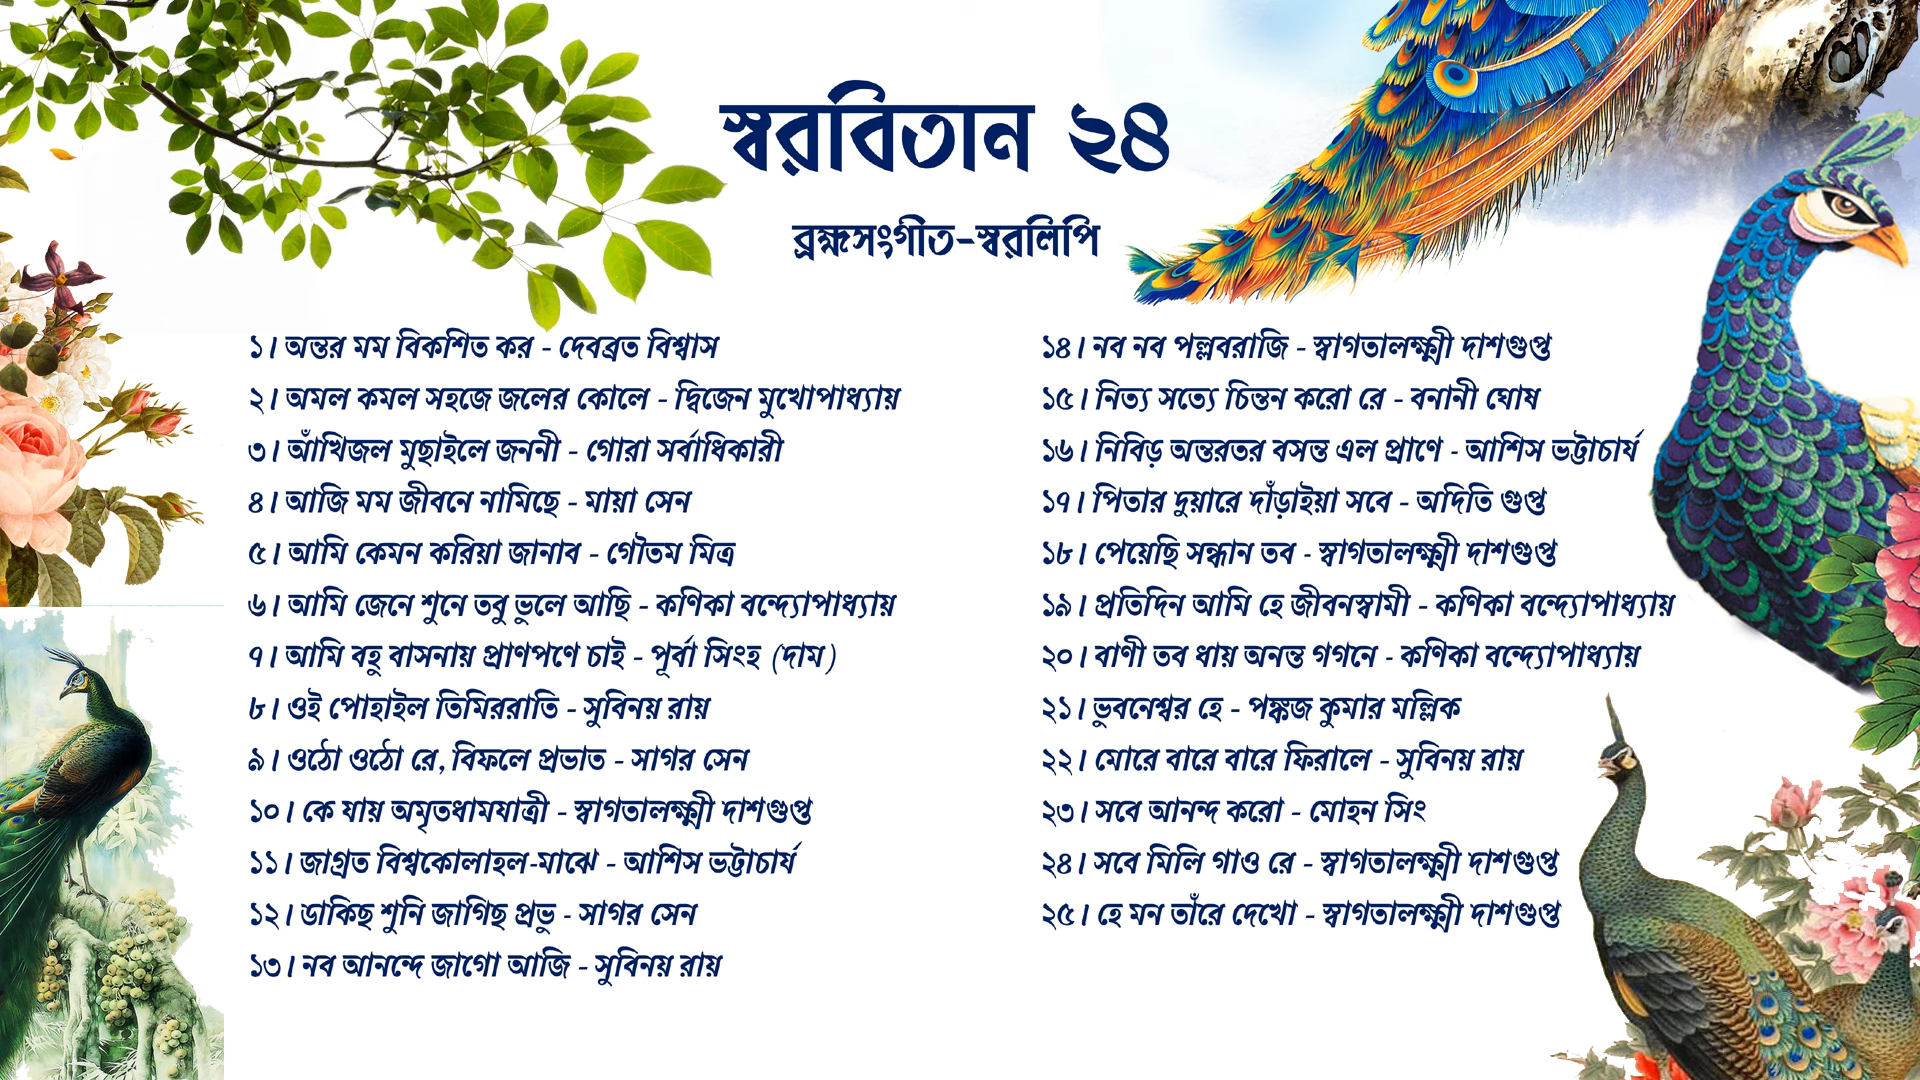 স্বরবিতান ২৪
ব্রহ্মসংগীত-স্বরলিপি
১। অন্তর মম বিকশিত কর - দেবব্রত বিশ্বাস
২। অমল কমল সহজে জলের কোলে - দ্বিজেন মুখোপাধ্যায়
৩। আঁখিজল মুছাইলে জননী - গোরা সর্বাধিকারী
৪। আজি মম জীবনে নামিছে - মায়া সেন
৫। আমি কেমন করিয়া জানাব - গৌতম মিত্র
৬। আমি জেনে শুনে তবু ভুলে আছি - কণিকা বন্দ্যোপাধ্যায়
৭। আমি বহু বাসনায় প্রাণপণে চাই - পূর্বা সিংহ (দাম)
৮। ওই পোহাইল তিমিররাতি - সুবিনয় রায়
৯। ওঠো ওঠো রে, বিফলে প্রভাত - সাগর সেন
১০। কে যায় অমৃতধামযাত্রী - স্বাগতালক্ষ্মী দাশগুপ্ত
১১। জাগ্রত বিশ্বকোলাহল-মাঝে - আশিস ভট্টাচার্য
১২। ডাকিছ শুনি জাগিছ প্রভু - সাগর সেন
১৩। নব আনন্দে জাগো আজি - সুবিনয় রায়
১৪। নব নব পল্লবরাজি - স্বাগতালক্ষ্মী দাশগুপ্ত
১৫। নিত্য সত্যে চিন্তন করো রে - বনানী ঘোষ
১৬। নিবিড় অন্তরতর বসন্ত এল প্রাণে - আশিস ভট্টাচার্য
১৭। পিতার দুয়ারে দাঁড়াইয়া সবে - অদিতি গুপ্ত
১৮। পেয়েছি সন্ধান তব - স্বাগতালক্ষ্মী দাশগুপ্ত
১৯। প্রতিদিন আমি হে জীবনস্বামী - কণিকা বন্দ্যোপাধ্যায়
২০। বাণী তব ধায় অনন্ত গগনে - কণিকা বন্দ্যোপাধ্যায়
২১। ভুবনেশ্বর হে - পঙ্কজ কুমার মল্লিক
২২। মোরে বারে বারে ফিরালে - সুবিনয় রায়
২৩। সবে আনন্দ করো - মোহন সিং
২৪। সবে মিলি গাও রে - স্বাগতালক্ষ্মী দাশগুপ্ত
২৫। হে মন তাঁরে দেখো - স্বাগতালক্ষ্মী দাশগুপ্ত